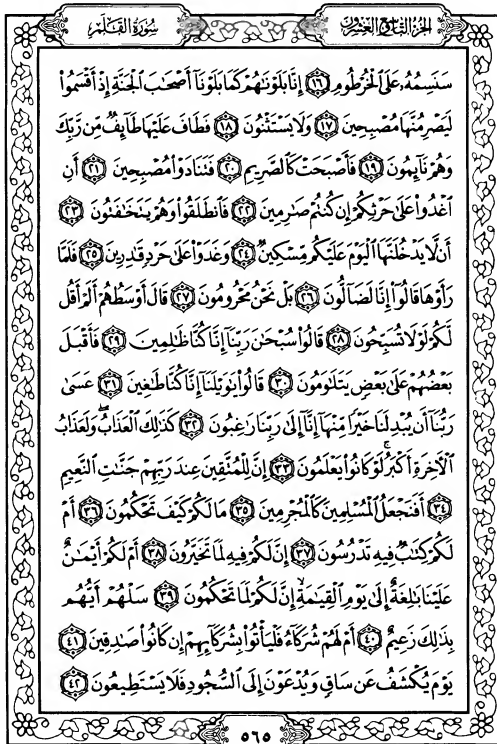 الجزء التاسع والعشرون
سورة القلم
سَنَسِمُهُۥ عَلَى ٱلْخُرْطُومِ ١٦ إِنَّا بَلَوْنَٰهُمْ كَمَا بَلَوْنَآ أَصْحَٰبَ ٱلْجَنَّةِ إِذْ أَقْسَمُوا۟
لَيَصْرِمُنَّهَا مُصْبِحِينَ ١٧ وَلَا يَسْتَثْنُونَ ١٨ فَطَافَ عَلَيْهَا طَآئِفٌ مِّن رَّبِّكَ
وَهُمْ نَآئِمُونَ ١٩ فَأَصْبَحَتْ كَٱلصَّرِيمِ ٢٠ فَتَنَادَوْا۟ مُصْبِحِينَ ٢١ أَنِ
ٱغْدُوا۟ عَلَىٰ حَرْثِكُمْ إِن كُنتُمْ صَٰرِمِينَ ٢٢ فَٱنطَلَقُوا۟ وَهُمْ يَتَخَٰفَتُونَ ٢٣
أَن لَّا يَدْخُلَنَّهَا ٱلْيَوْمَ عَلَيْكُم مِّسْكِينٌ ٢٤ وَغَدَوْا۟ عَلَىٰ حَرْدٍ قَٰدِرِينَ ٢٥ فَلَمَّا
رَأَوْهَا قَالُوٓا۟ إِنَّا لَضَآلُّونَ ٢٦ بَلْ نَحْنُ مَحْرُومُونَ ٢٧ قَالَ أَوْسَطُهُمْ أَلَمْ أَقُل
لَّكُمْ لَوْلَا تُسَبِّحُونَ ٢٨ قَالُوا۟ سُبْحَٰنَ رَبِّنَآ إِنَّا كُنَّا ظَٰلِمِينَ ٢٩ فَأَقْبَلَ
بَعْضُهُمْ عَلَىٰ بَعْضٍ يَتَلَٰوَمُونَ ٣٠ قَالُوا۟ يَٰوَيْلَنَآ إِنَّا كُنَّا طَٰغِينَ ٣١ عَسَىٰ
رَبُّنَآ أَن يُبْدِلَنَا خَيْرًا مِّنْهَآ إِنَّآ إِلَىٰ رَبِّنَا رَٰغِبُونَ ٣٢ كَذَٰلِكَ ٱلْعَذَابُ وَلَعَذَابُ
ٱلْءَاخِرَةِ أَكْبَرُ لَوْ كَانُوا۟ يَعْلَمُونَ ٣٣ إِنَّ لِلْمُتَّقِينَ عِندَ رَبِّهِمْ جَنَّٰتِ ٱلنَّعِيمِ
٣٤ أَفَنَجْعَلُ ٱلْمُسْلِمِينَ كَٱلْمُجْرِمِينَ ٣٥ مَا لَكُمْ كَيْفَ تَحْكُمُونَ ٣٦ أَمْ
لَكُمْ كِتَٰبٌ فِيهِ تَدْرُسُونَ ٣٧ إِنَّ لَكُمْ فِيهِ لَمَا تَخَيَّرُونَ ٣٨ أَمْ لَكُمْ أَيْمَٰنٌ
عَلَيْنَا بَٰلِغَةٌ إِلَىٰ يَوْمِ ٱلْقِيَٰمَةِ إِنَّ لَكُمْ لَمَا تَحْكُمُونَ ٣٩ سَلْهُمْ أَيُّهُم
بِذَٰلِكَ زَعِيمٌ ٤٠ أَمْ لَهُمْ شُرَكَآءُ فَلْيَأْتُوا۟ بِشُرَكَآئِهِمْ إِن كَانُوا۟ صَٰدِقِينَ ٤١
يَوْمَ يُكْشَفُ عَن سَاقٍ وَيُدْعَوْنَ إِلَى ٱلسُّجُودِ فَلَا يَسْتَطِيعُونَ ٤٢
٥٦٥